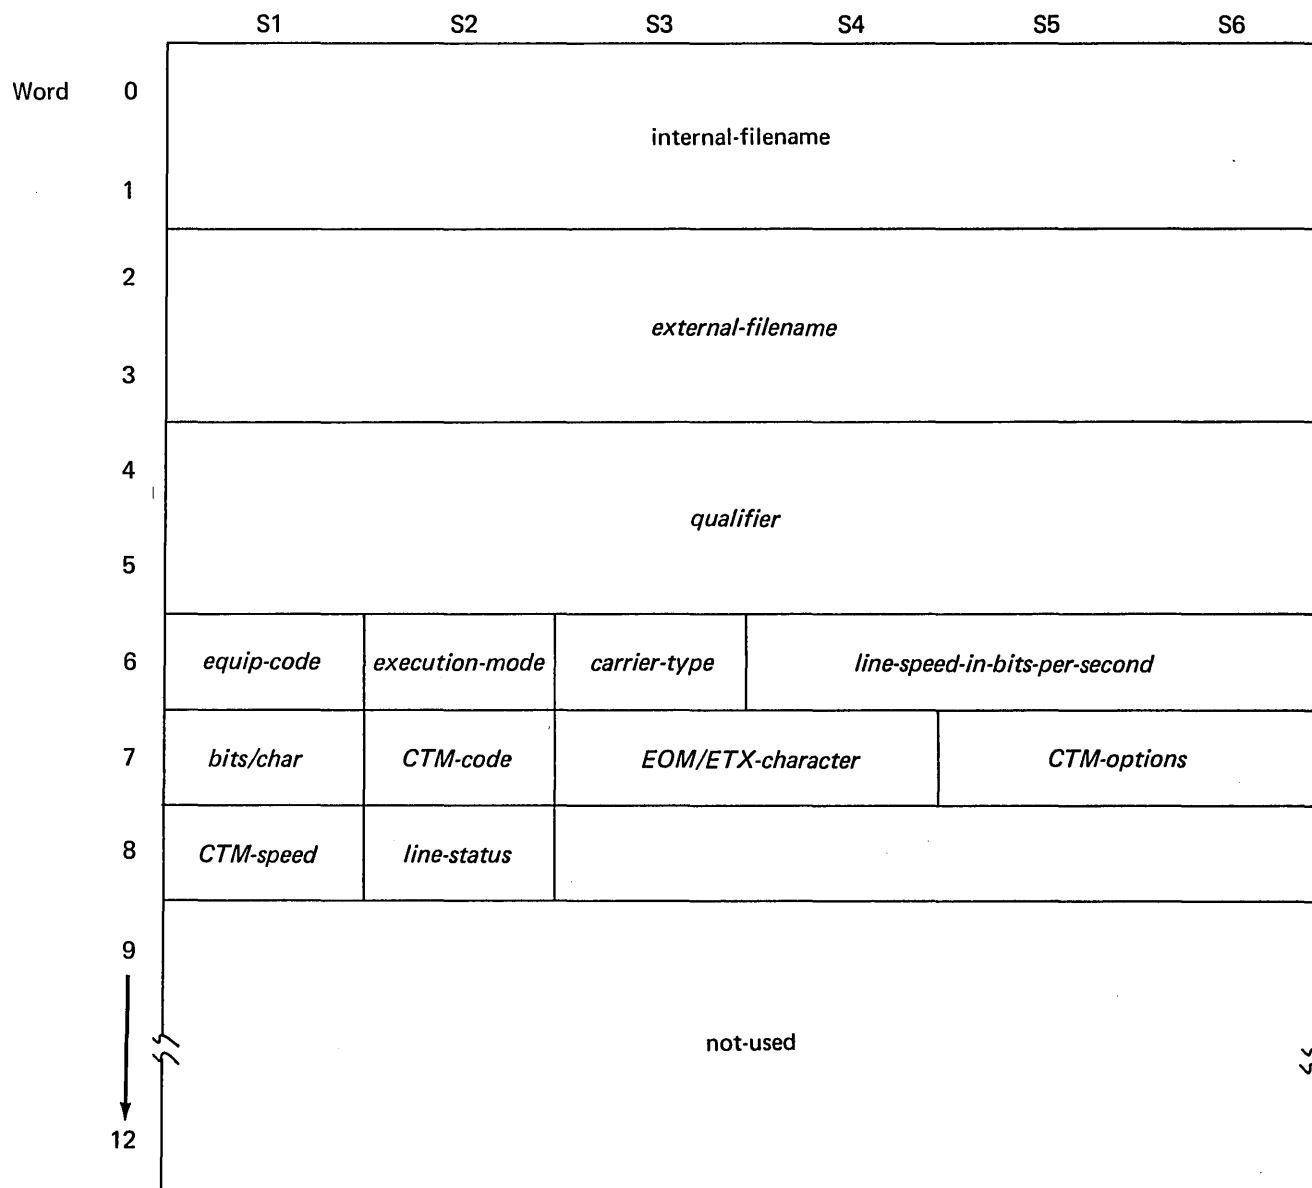 S1 S2 S3 S4 S5 S6
Word 0
internal-filename
1
2
external-filename
3
4
qualifier
5
6 equip-code execution-mode carrier-type line-speed-in-bits-per-second
7 bits/char CTM-code EOM/ETX-character CTM-options
8 CTM-speed line-status
9
not-used
12